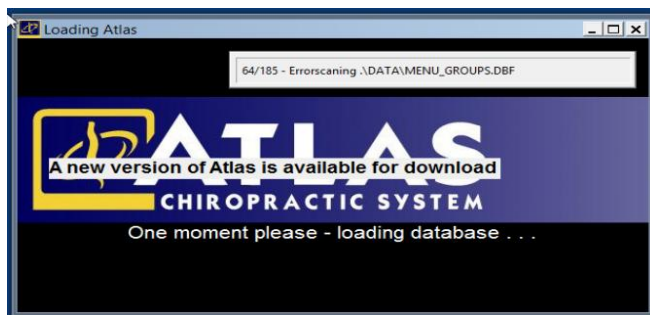 Loading Atlas
64/185 - Errorscaning .\DATA\MENU_GROUPS.DBF
ATLAS
A new version of Atlas is available for download
CHIROPRACTIC SYSTEM
One moment please - loading database . . .